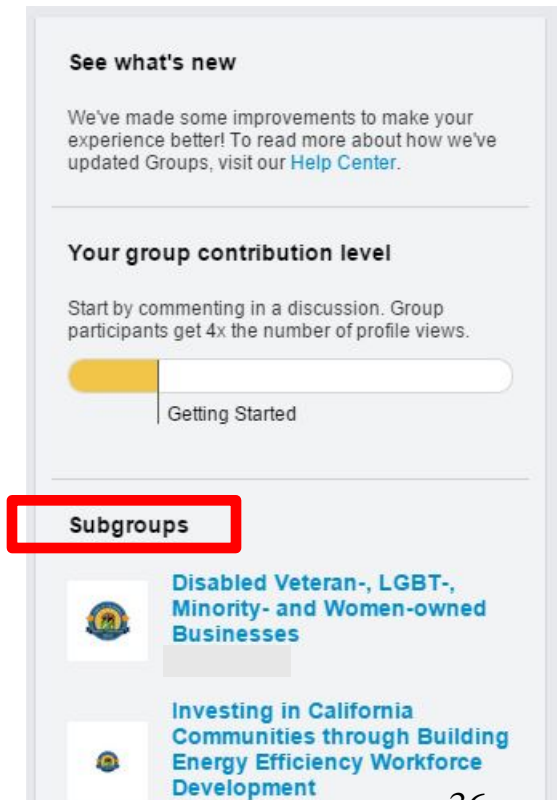 See what's new
We've made some improvements to make your
experience better! To read more about how we've
updated Groups, visit our Help Center.
Your group contribution level
Start by commenting in a discussion. Group
participants get 4x the number of profile views.
Getting Started
Subgroups
Disabled Veteran-, LGBT-,
Minority- and Women-owned
Businesses
Investing in California
Communities through Building
Energy Efficiency Workforce
Development